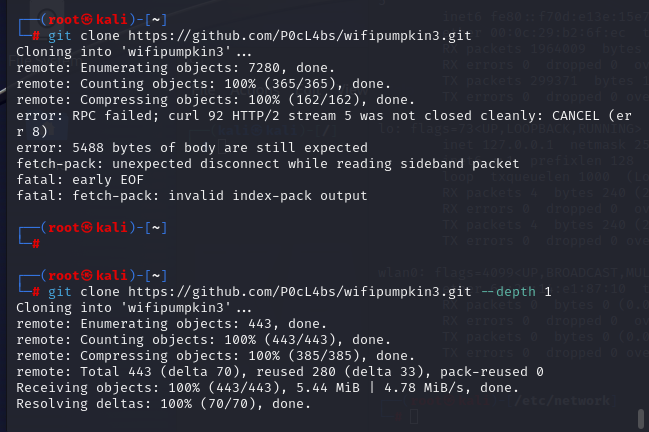 ┌──(root㉿kali)-[~]
└─# git clone https://github.com/P0cL4bs/wifipumpkin3.git
Cloning into 'wifipumpkin3'...
remote: Enumerating objects: 7280, done.
remote: Counting objects: 100% (365/365), done.
remote: Compressing objects: 100% (162/162), done.
error: RPC failed; curl 92 HTTP/2 stream 5 was not closed cleanly: CANCEL (er
r 8)
error: 5488 bytes of body are still expected
fetch-pack: unexpected disconnect while reading sideband packet
fatal: early EOF
fatal: fetch-pack: invalid index-pack output
┌──(root㉿kali)-[~]
└─#
┌──(root㉿kali)-[~]
└─# git clone https://github.com/P0cL4bs/wifipumpkin3.git --depth 1
Cloning into 'wifipumpkin3'...
remote: Enumerating objects: 443, done.
remote: Counting objects: 100% (443/443), done.
remote: Compressing objects: 100% (385/385), done.
remote: Total 443 (delta 70), reused 280 (delta 33), pack-reused 0
Receiving objects: 100% (443/443), 5.44 MiB | 4.78 MiB/s, done.
Resolving deltas: 100% (70/70), done.